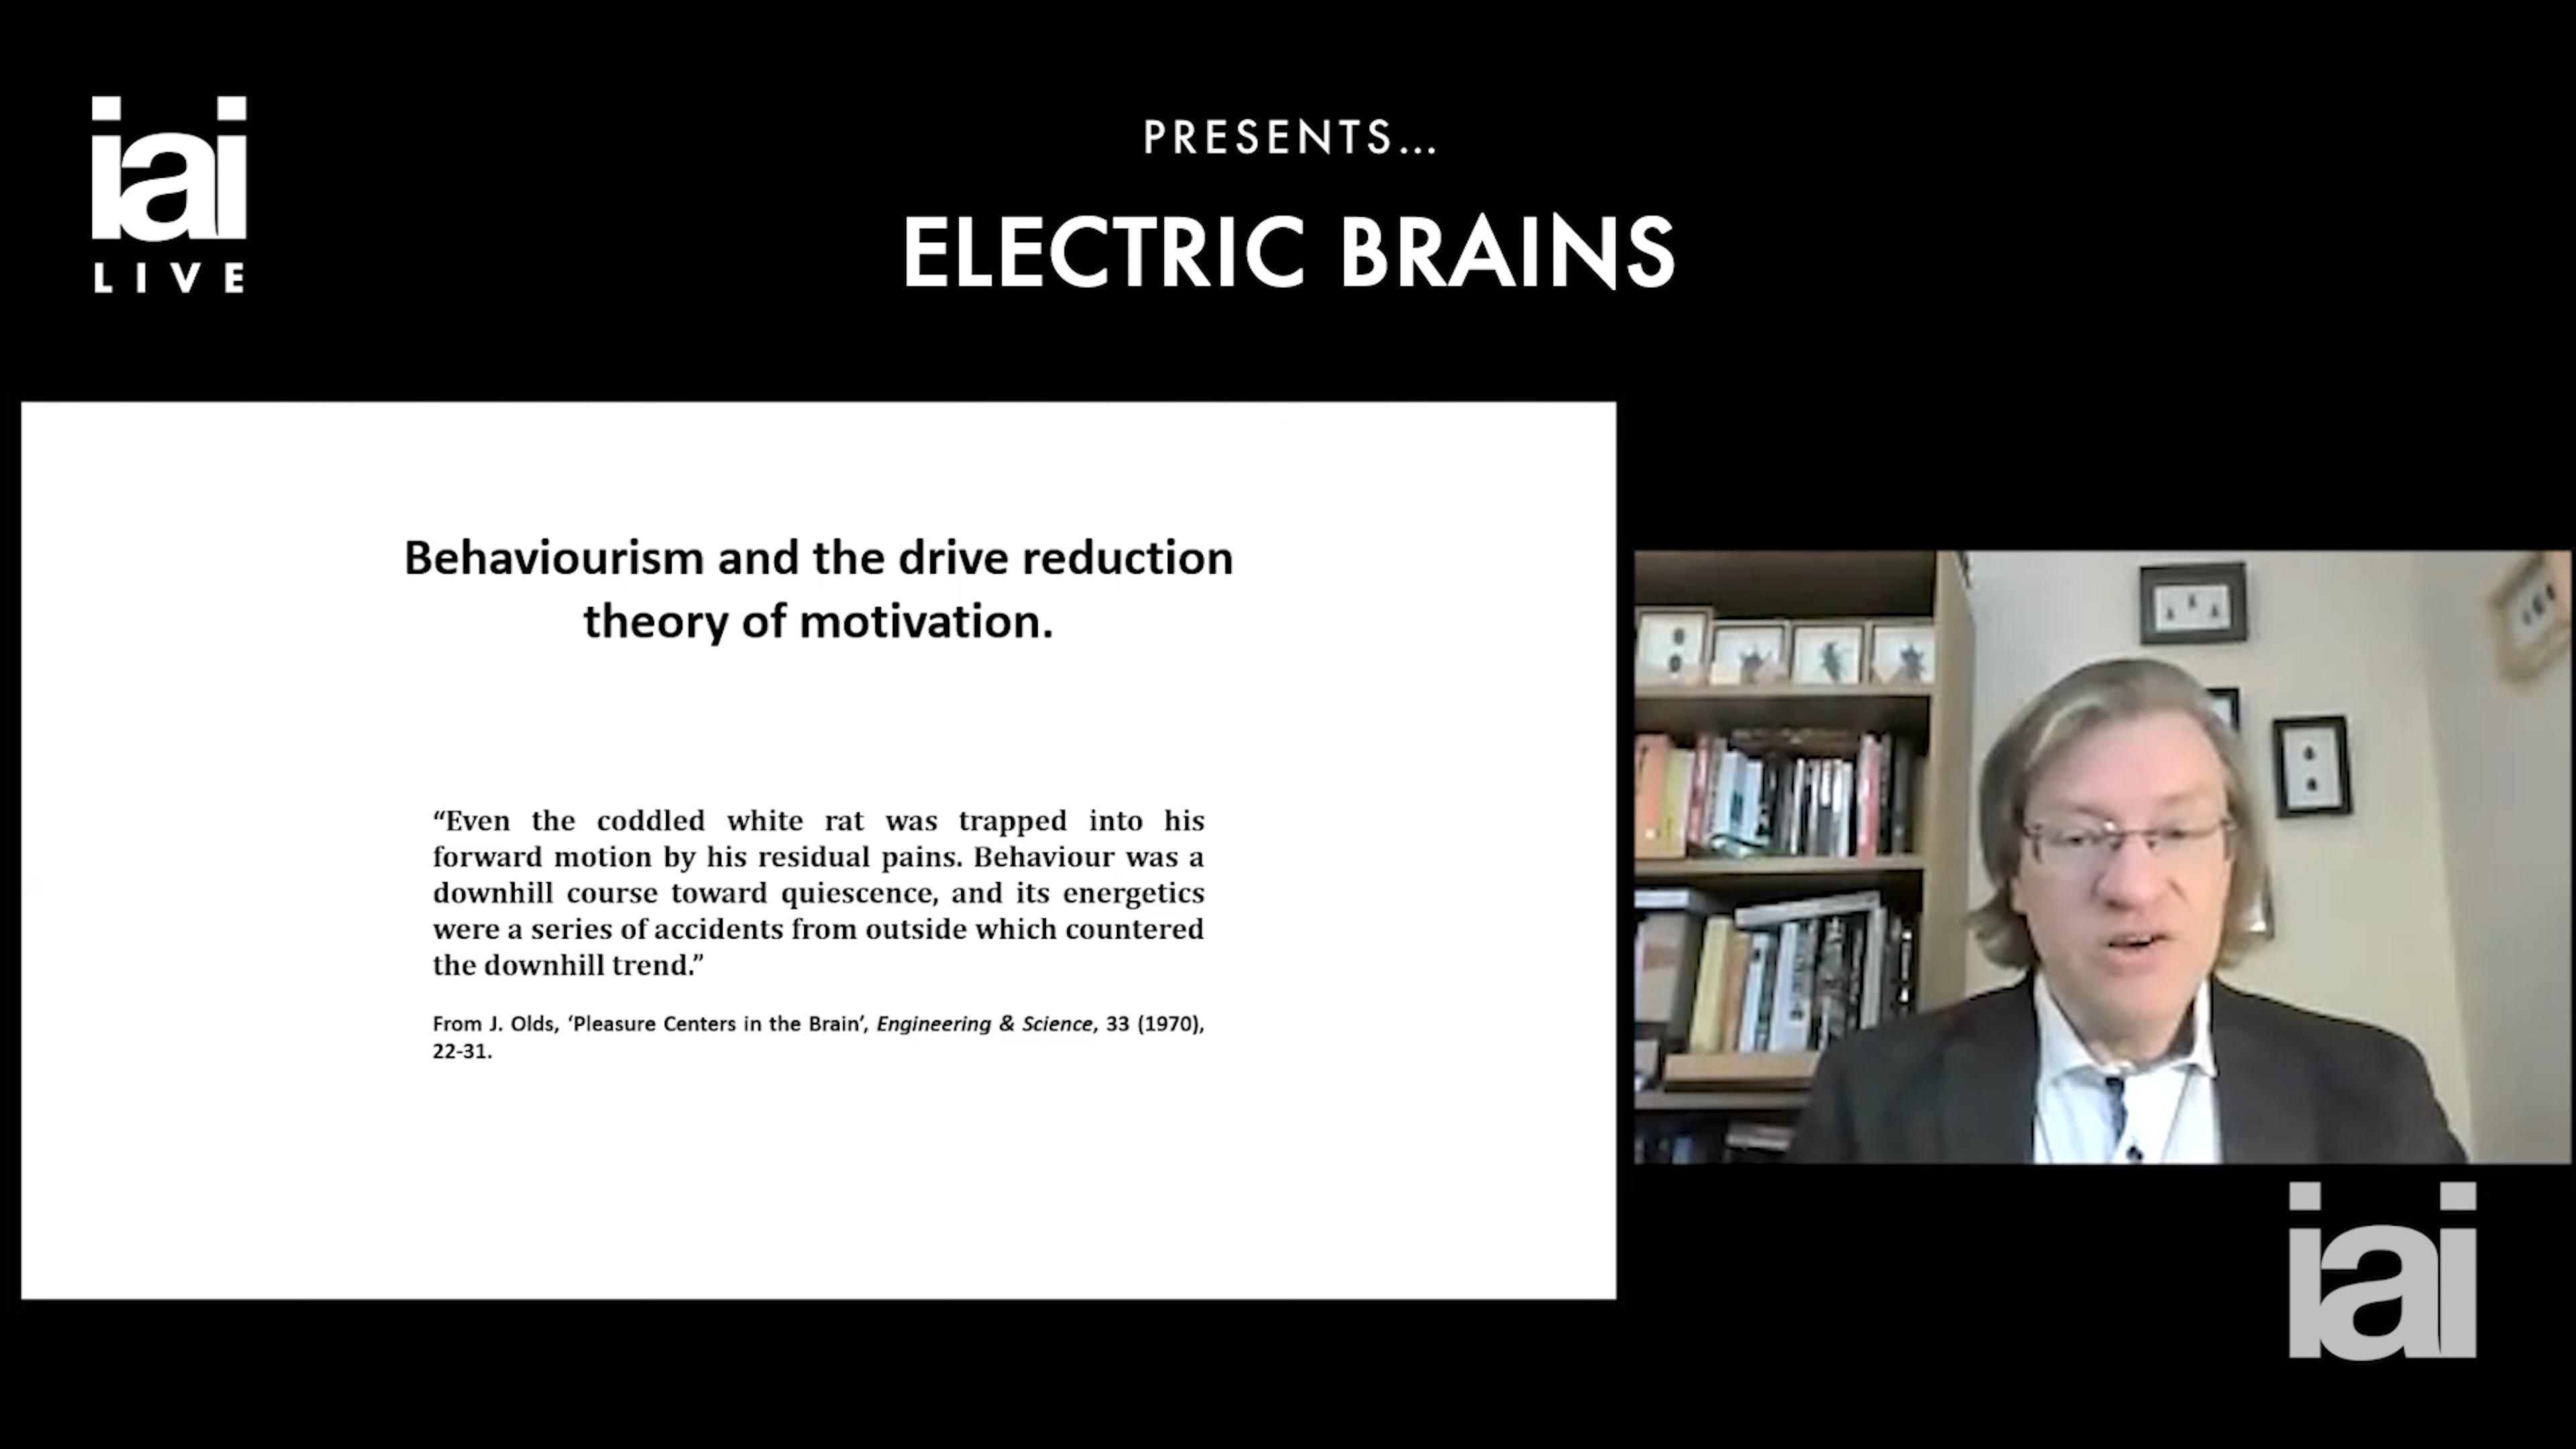 iai
LIVE
PRESENTS...
ELECTRIC BRAINS
Behaviourism and the drive reduction
theory of motivation.
“Even the coddled white rat was trapped into his
forward motion by his residual pains. Behaviour was a
downhill course toward quiescence, and its energetics
were a series of accidents from outside which countered
the downhill trend.”
From J. Olds, ‘Pleasure Centers in the Brain’, Engineering & Science, 33 (1970),
22-31.
iai